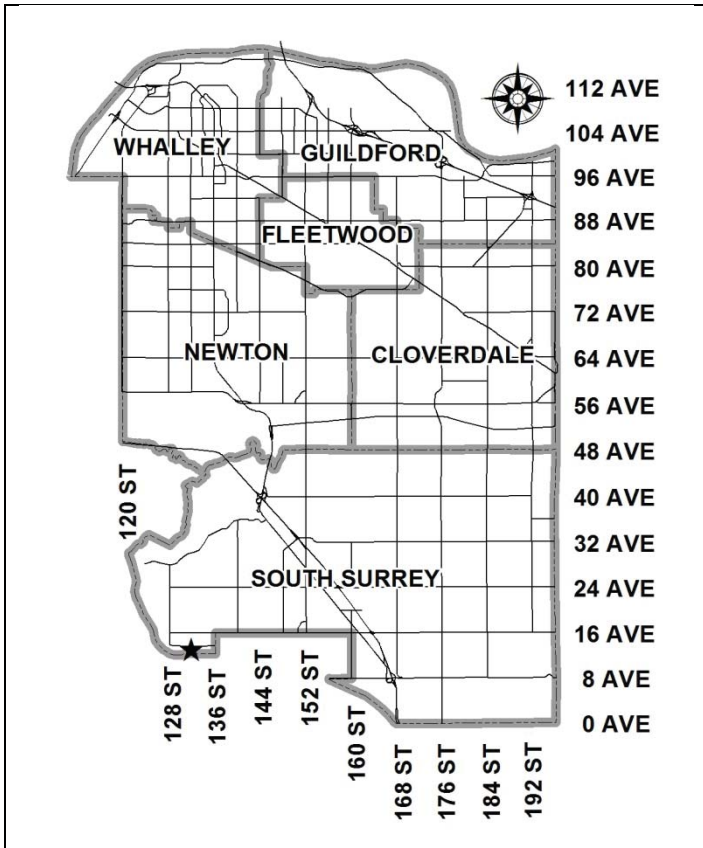 112 AVE
104 AVE
WHALLEY
GUILDFORD
96 AVE
88 AVE
FLEETWOOD
80 AVE
72 AVE
NEWTON
CLOVERDALE
64 AVE
56 AVE
48 AVE
120 ST
40 AVE
32 AVE
SOUTH SURREY
24 AVE
16 AVE
128 ST
136 ST
144 ST
152 ST
8 AVE
160 ST
0 AVE
168 ST
176 ST
184 ST
192 ST